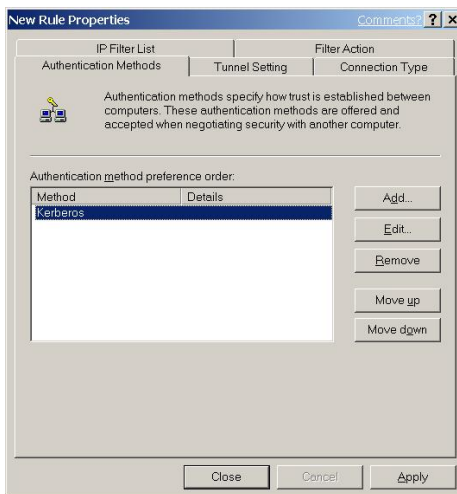 New Rule Properties
Comments? ? ×
IP Filter List
Filter Action
Authentication Methods
Tunnel Setting
Connection Type
Authentication methods specify how trust is established between
computers. These authentication methods are offered and
accepted when negotiating security with another computer.
Authentication method preference order:
Method Details
Kerberos
Add...
Edit...
Remove
Move up
Move down
Close
Cancel
Apply